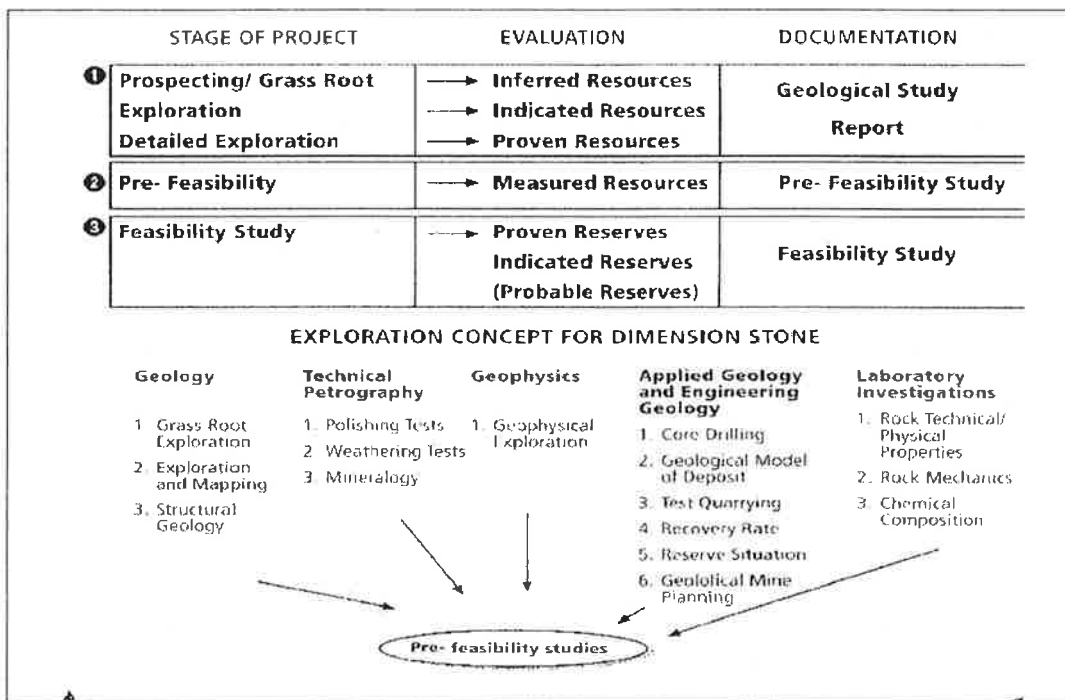 STAGE OF PROJECT EVALUATION DOCUMENTATION
1 Prospecting/ Grass Root Inferred Resources Geological Study
Exploration Indicated Resources Report
Detailed Exploration Proven Resources
2 Pre- Feasibility Measured Resources Pre- Feasibility Study
3 Feasibility Study Proven Reserves Feasibility Study
Indicated Reserves
(Probable Reserves)
EXPLORATION CONCEPT FOR DIMENSION STONE
Geology
1 Grass Root
Exploration
2. Exploration
and Mapping
3. Structural
Geology
Technical
Petrography
1. Polishing Tests
2 Weathering Tests
3. Mineralogy
Geophysics
1. Geophysical
Exploration
Applied Geology
and Engineering
Geology
1. Core Drilling
2. Geological Model
of Deposit
3. Test Quarrying
4. Recovery Rate
5. Reserve Situation
6. Geololical Mine
Planning
Laboratory
Investigations
1. Rock Technical/
Physical
Properties
2. Rock Mechanics
3. Chemical
Composition
Pre- feasibility studies